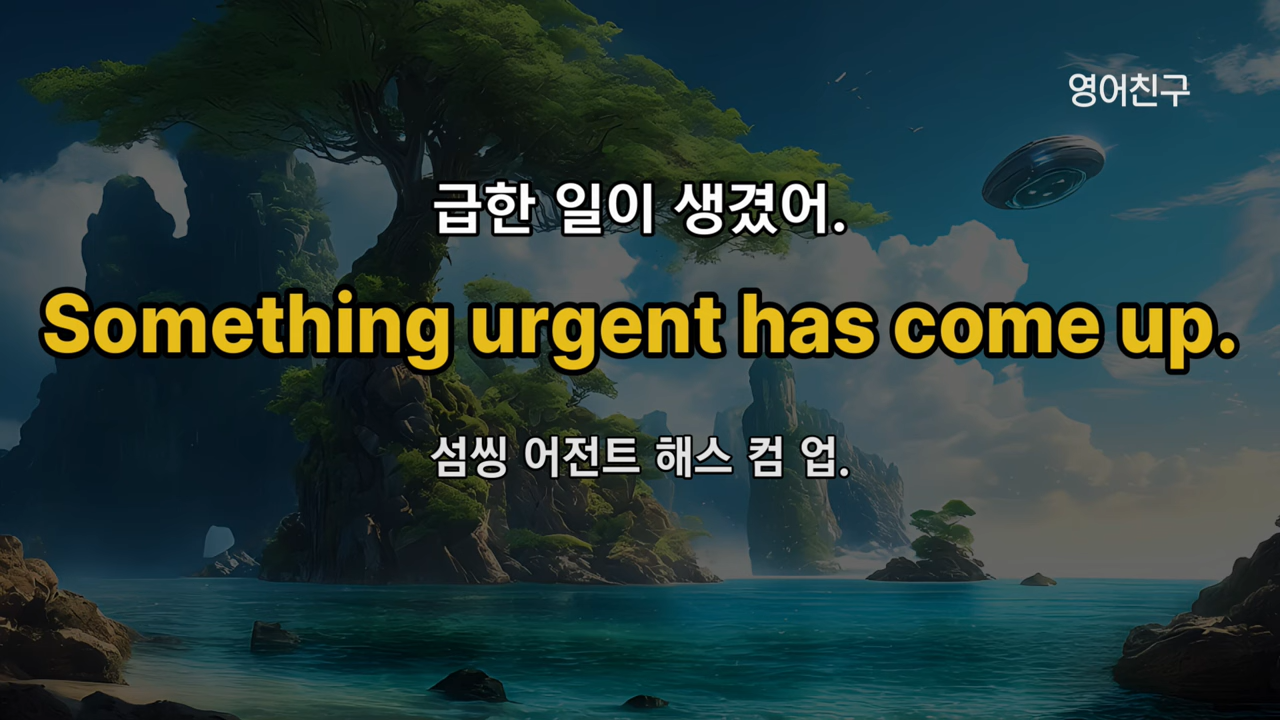 영어친구
급한 일이 생겼어.
Something urgent has come up.
섬씽 어전트 해스 컴 업.